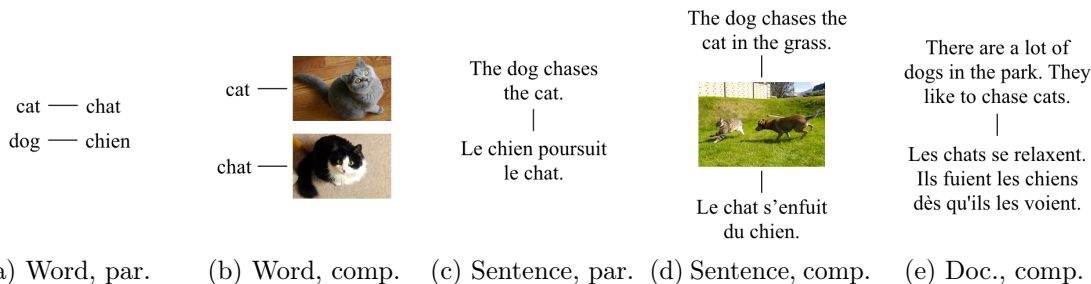 cat — chat
dog — chien
a) Word, par.
cat
chat
(b) Word, comp.
The dog chases
the cat.
Le chien poursuit
le chat.
(c) Sentence, par.
The dog chases the
cat in the grass.
Le chat s’enfuit
du chien.
(d) Sentence, comp.
There are a lot of
dogs in the park. They
like to chase cats.
Les chats se relaxent.
Ils fuient les chiens
dès qu'ils les voient.
(e) Doc., comp.